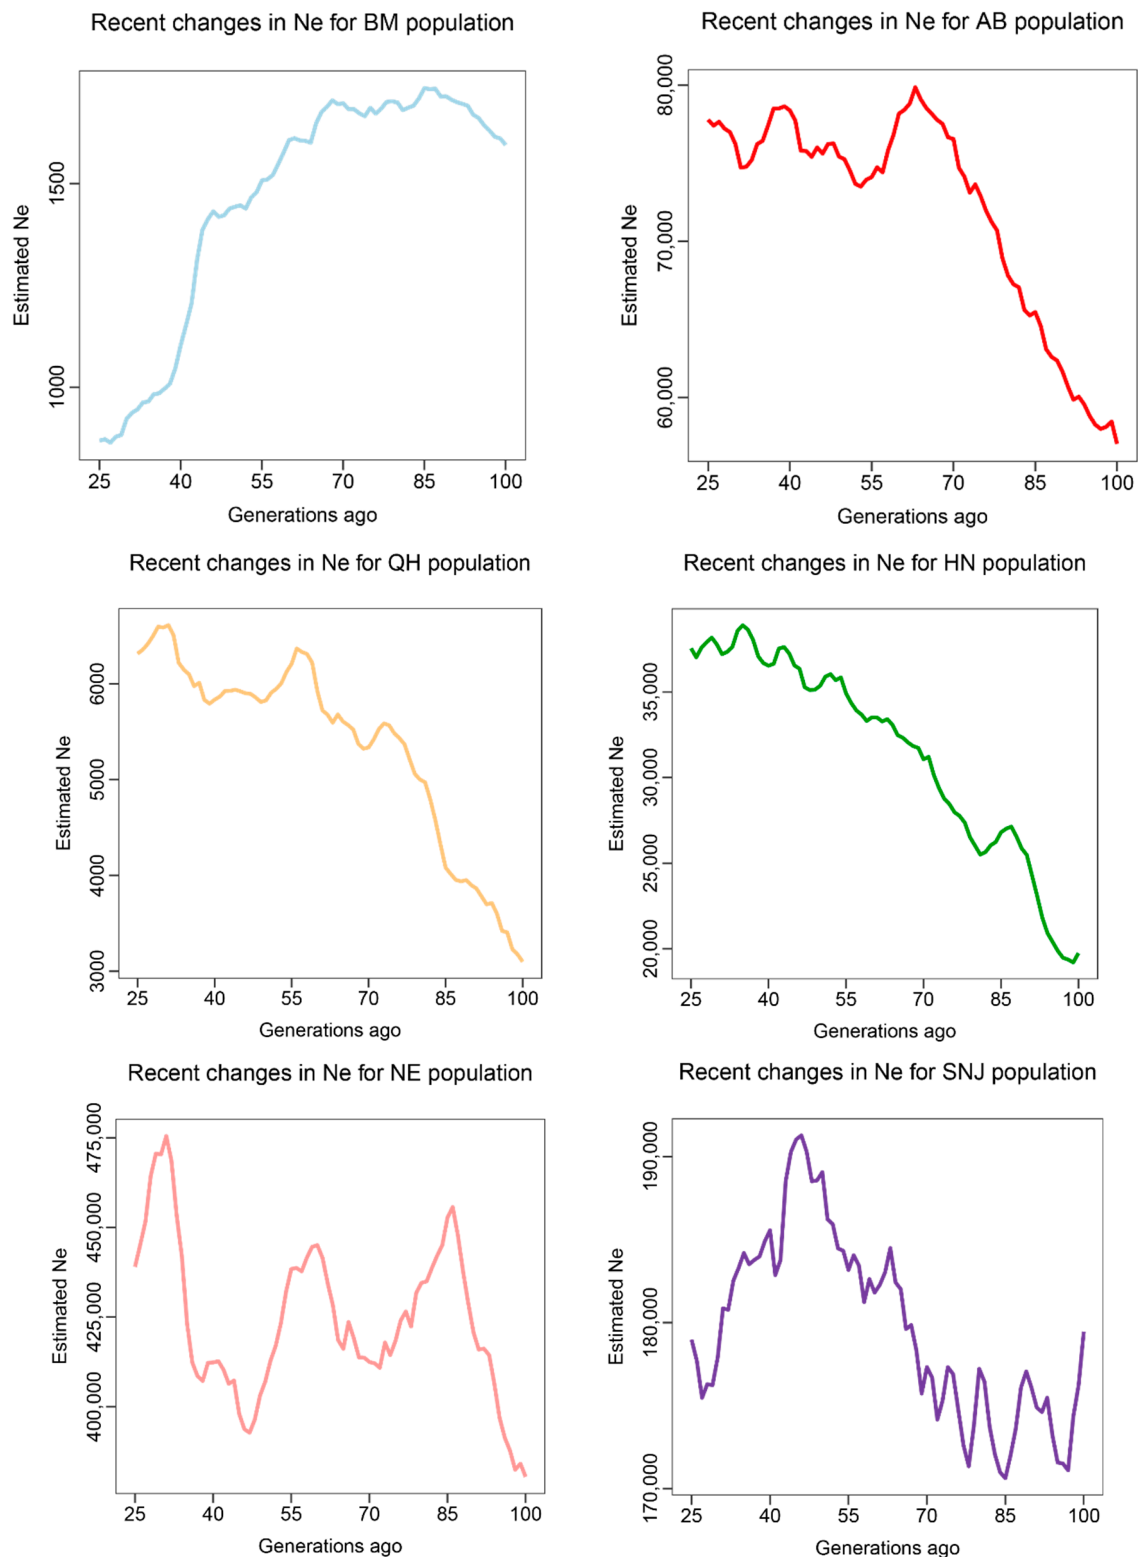 Recent changes in Ne for BM population
Estimated Ne
1500
1000
25 40 55 70 85 100
Generations ago
Recent changes in Ne for AB population
Estimated Ne
80,000
70,000
60,000
25 40 55 70 85 100
Generations ago
Recent changes in Ne for QH population
Estimated Ne
6000
5000
4000
3000
25 40 55 70 85 100
Generations ago
Recent changes in Ne for HN population
Estimated Ne
35,000
30,000
25,000
20,000
25 40 55 70 85 100
Generations ago
Recent changes in Ne for NE population
Estimated Ne
475,000
450,000
425,000
400,000
25 40 55 70 85 100
Generations ago
Recent changes in Ne for SNJ population
Estimated Ne
190,000
180,000
170,000
25 40 55 70 85 100
Generations ago